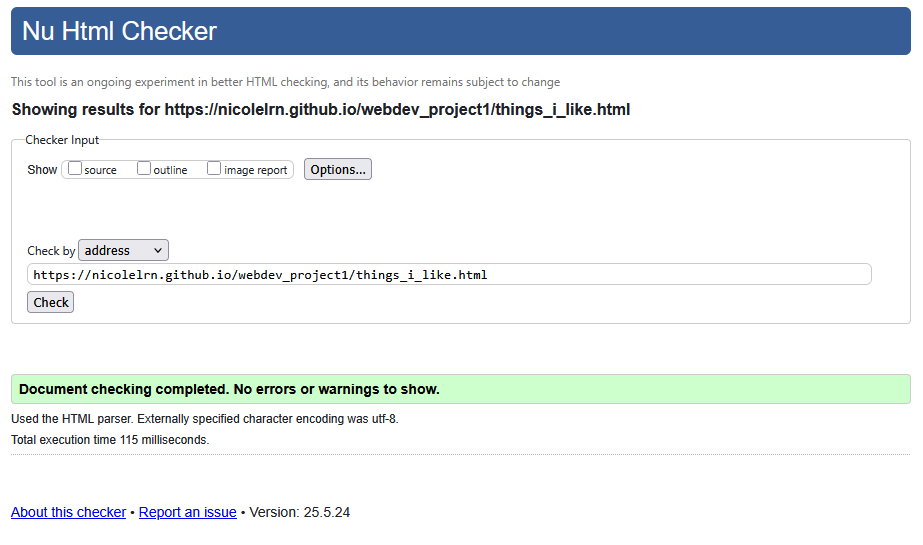 Nu Html Checker
This tool is an ongoing experiment in better HTML checking, and its behavior remains subject to change
Showing results for https://nicolelrn.github.io/webdev_project1/things_i_like.html
Checker Input
Show source outline image report Options...
Check by address
https://nicolelrn.github.io/webdev_project1/things_i_like.html
Check
Document checking completed. No errors or warnings to show.
Used the HTML parser. Externally specified character encoding was utf-8.
Total execution time 115 milliseconds.
About this checker • Report an issue • Version: 25.5.24